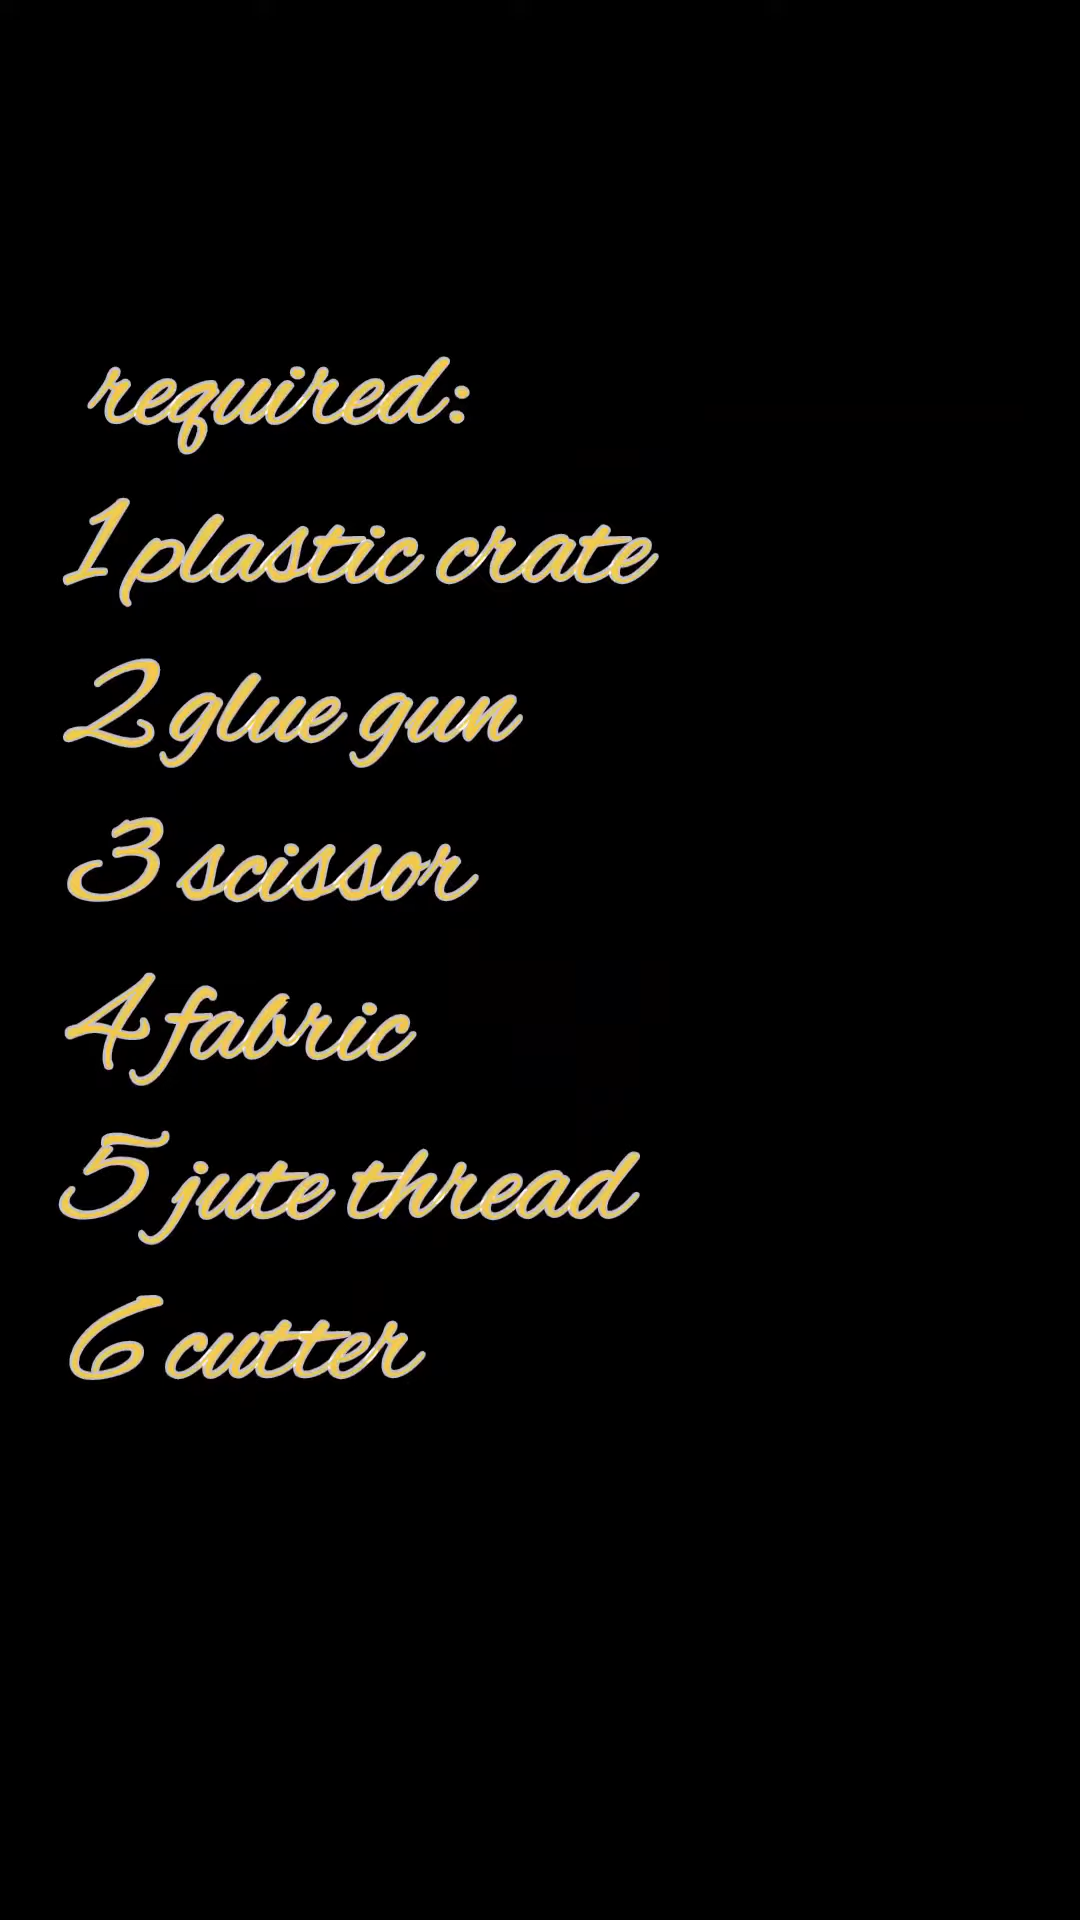 required:
1 plastic crate
2 glue gun
3 scissor
4 fabric
5 jute thread
6 cutter